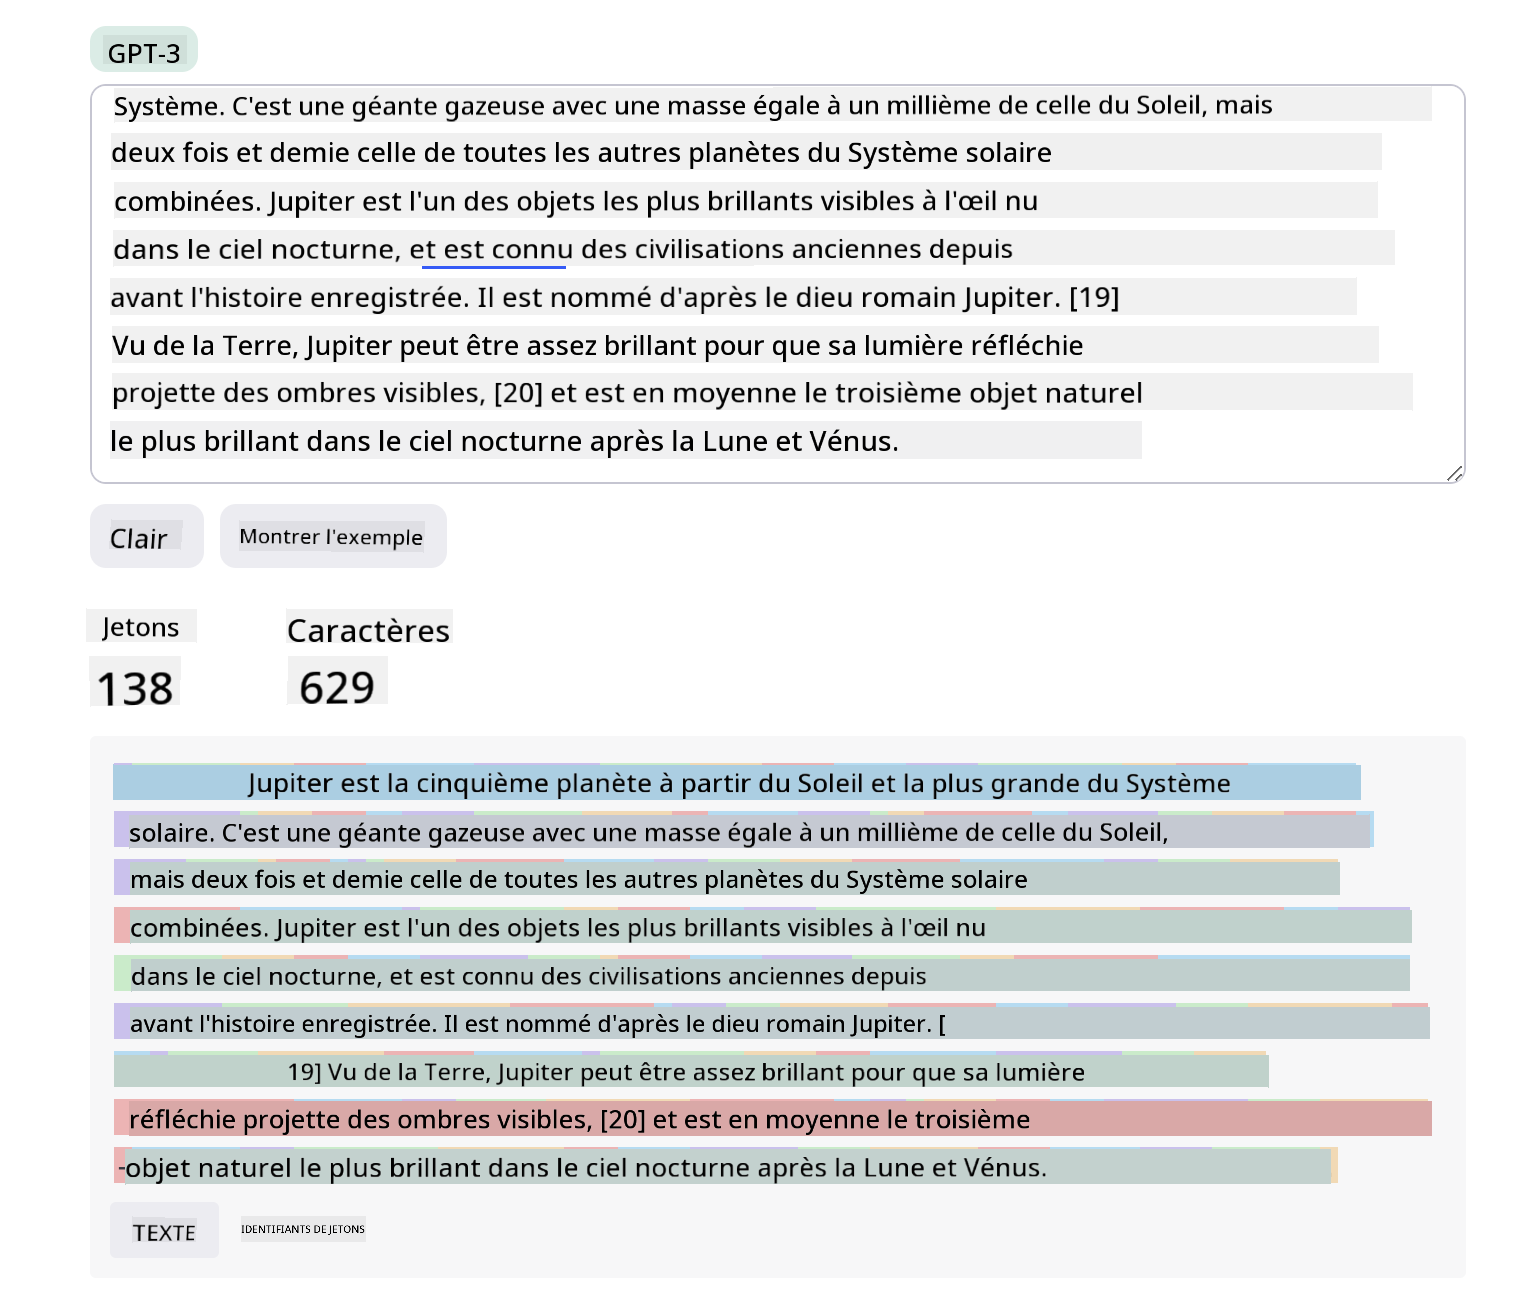 GPT-3
Système. C'est une géante gazeuse avec une masse égale à un millième de celle du Soleil, mais
deux fois et demie celle de toutes les autres planètes du Système solaire
combinées. Jupiter est l'un des objets les plus brillants visibles à l'œil nu
dans le ciel nocturne, et est connu des civilisations anciennes depuis
avant l'histoire enregistrée. Il est nommé d'après le dieu romain Jupiter. [19]
Vu de la Terre, Jupiter peut être assez brillant pour que sa lumière réfléchie
projette des ombres visibles, [20] et est en moyenne le troisième objet naturel
le plus brillant dans le ciel nocturne après la Lune et Vénus.
Clair
Montrer l'exemple
Jetons
Caractères
138
629
Jupiter est la cinquième planète à partir du Soleil et la plus grande du Système
solaire. C'est une géante gazeuse avec une masse égale à un millième de celle du Soleil,
mais deux fois et demie celle de toutes les autres planètes du Système solaire
combinées. Jupiter est l'un des objets les plus brillants visibles à l'œil nu
dans le ciel nocturne, et est connu des civilisations anciennes depuis
avant l'histoire enregistrée. Il est nommé d'après le dieu romain Jupiter. [
19] Vu de la Terre, Jupiter peut être assez brillant pour que sa lumière
réfléchie projette des ombres visibles, [20] et est en moyenne le troisième
-objet naturel le plus brillant dans le ciel nocturne après la Lune et Vénus.
TEXTE
IDENTIFIANTS DE JETONS